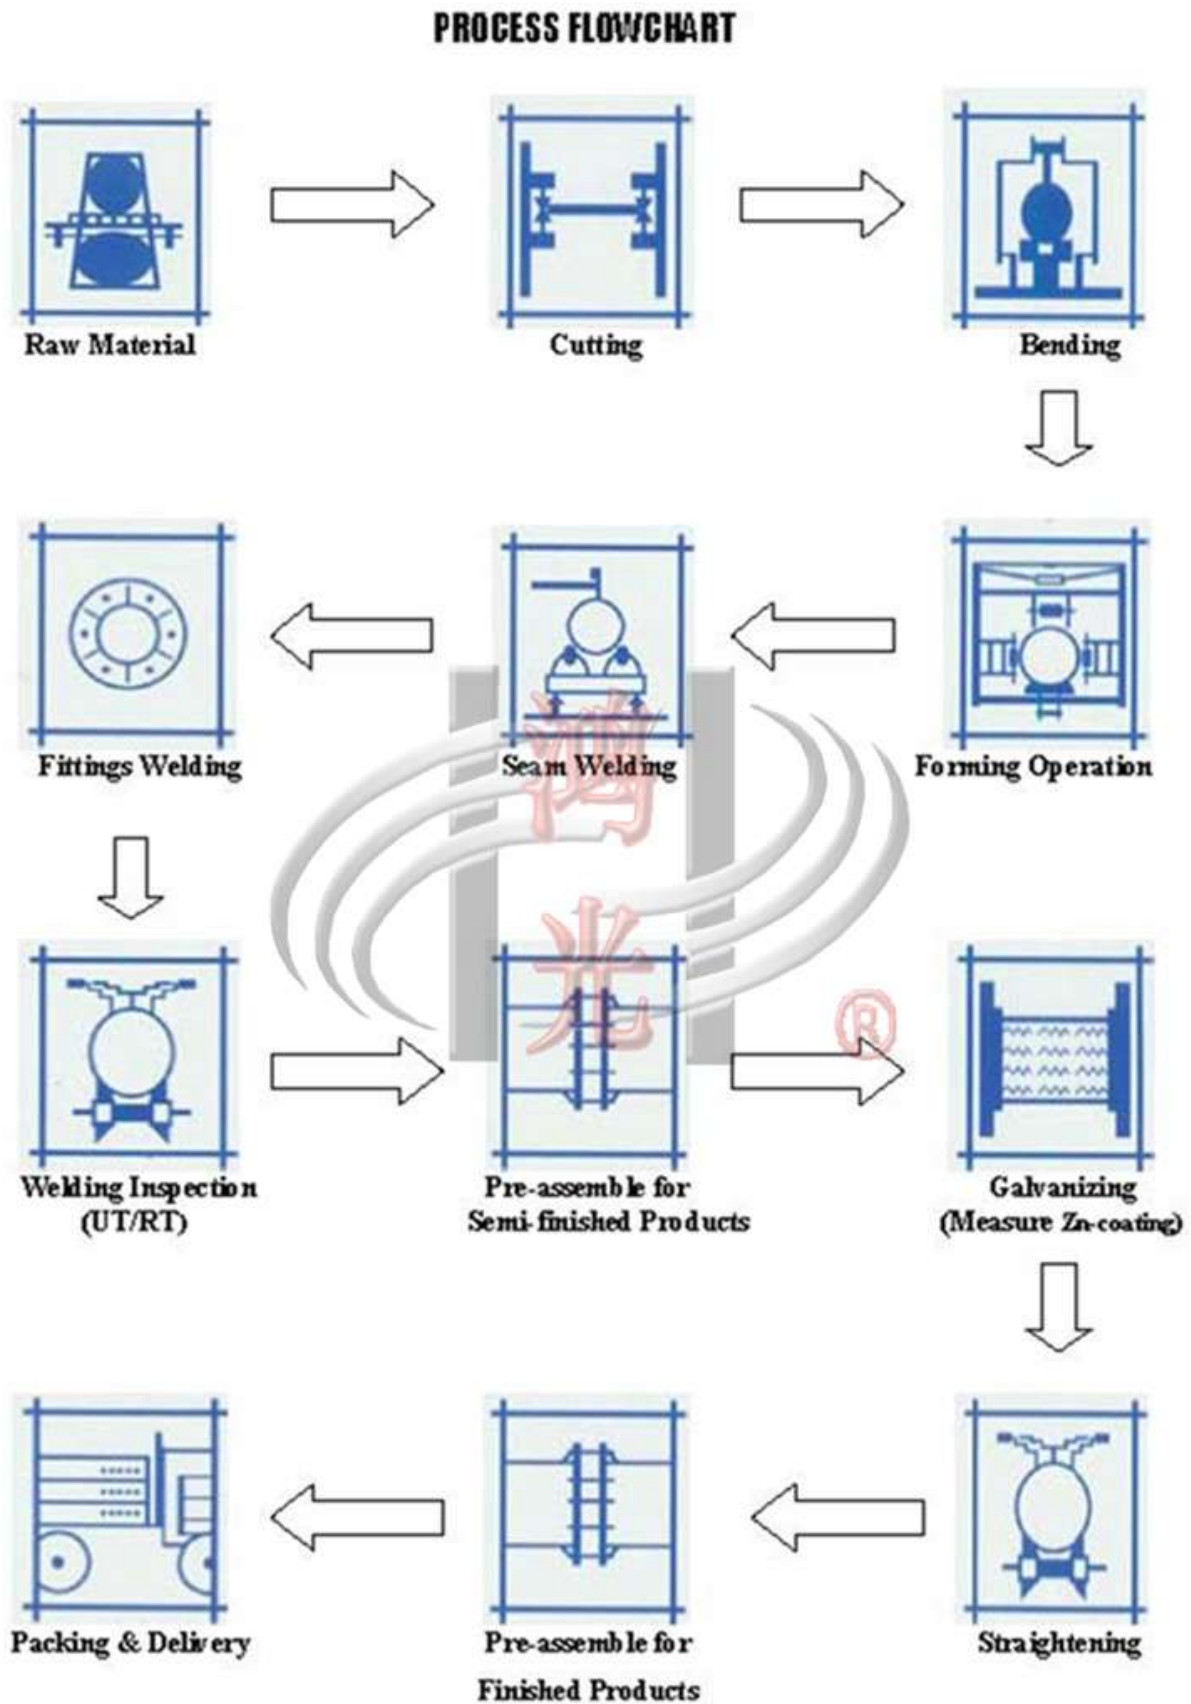 PROCESS FLOWCHART
Raw Material
Cutting
Bending
Fittings Welding
Seam Welding
Forming Operation
鸿
光
®
Welding Inspection
(UT/RT)
Pre-assemble for
Semi-finished Products
Galvanizing
(Measure Zn-coating)
Packing & Delivery
Pre-assemble for
Finished Products
Straightening